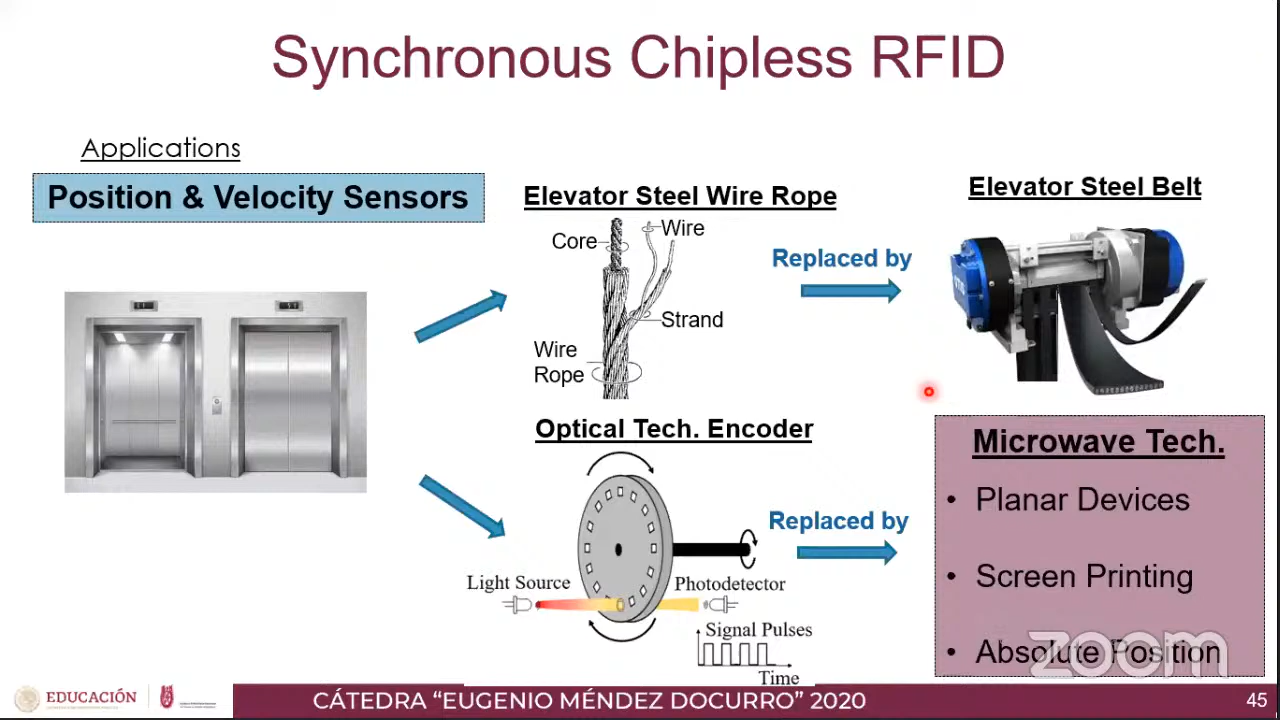 Synchronous Chipless RFID
Applications
Position & Velocity Sensors
Elevator Steel Wire Rope
Core
Wire
Strand
Wire
Rope
Replaced by
Elevator Steel Belt
Optical Tech. Encoder
Light Source
Photodetector
Signal Pulses
Time
Replaced by
Microwave Tech.
• Planar Devices
• Screen Printing
• Absolute Position
zoom
EDUCACIÓN
CÁTEDRA “EUGENIO MÉNDEZ DOCURRO” 2020
45